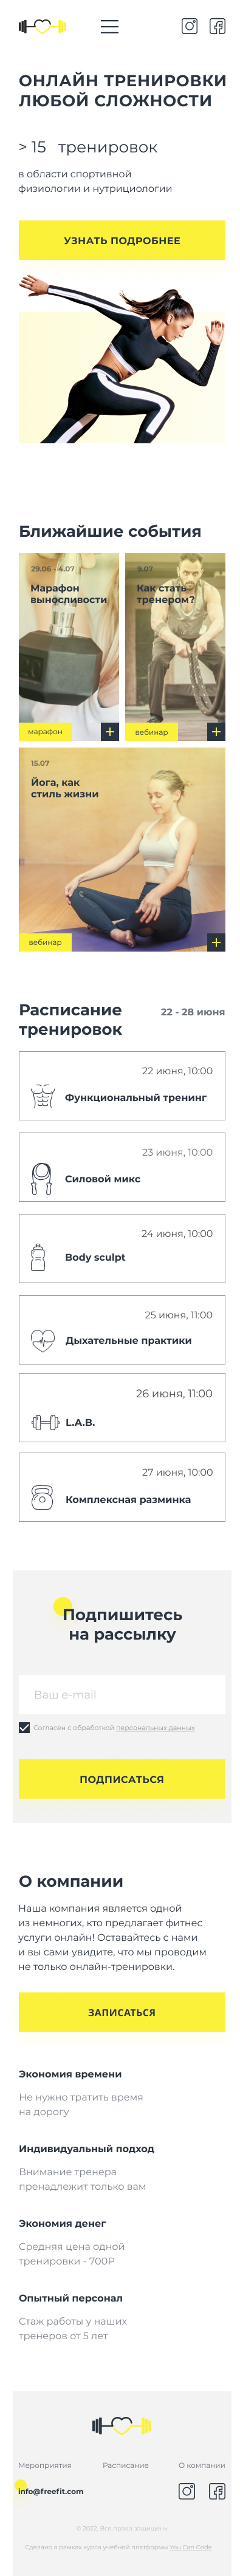 ОНЛАЙН ТРЕНИРОВКИ
ЛЮБОЙ СЛОЖНОСТИ
> 15 тренировок
в области спортивной
физиологии и нутрициологии
УЗНАТЬ ПОДРОБНЕЕ
Ближайшие события
29.06 - 4.07
Марафон
выносливости
марафон
9.07
Как стать
тренером?
вебинар
15.07
Йога, как
стиль жизни
вебинар
Расписание
тренировок
22 - 28 июня
22 июня, 10:00
Функциональный тренинг
23 июня, 10:00
Силовой микс
24 июня, 10:00
Body sculpt
25 июня, 11:00
Дыхательные практики
26 июня, 11:00
L.A.B.
27 июня, 10:00
Комплексная разминка
Подпишитесь
на рассылку
Ваш e-mail
Согласен с обработкой персональных данных
ПОДПИСАТЬСЯ
О компании
Наша компания является одной
из немногих, кто предлагает фитнес
услуги онлайн! Оставайтесь с нами
и вы сами увидите, что мы проводим
не только онлайн-тренировки.
ЗАПИСАТЬСЯ
Экономия времени
Не нужно тратить время
на дорогу
Индивидуальный подход
Внимание тренера
пренадлежит только вам
Экономия денег
Средняя цена одной
тренировки - 700₽
Опытный персонал
Стаж работы у наших
тренеров от 5 лет
Мероприятия Расписание О компании
info@freefit.com
© 2022, Все права защищены
Сделано в рамках курса учебной платформы You Can Code